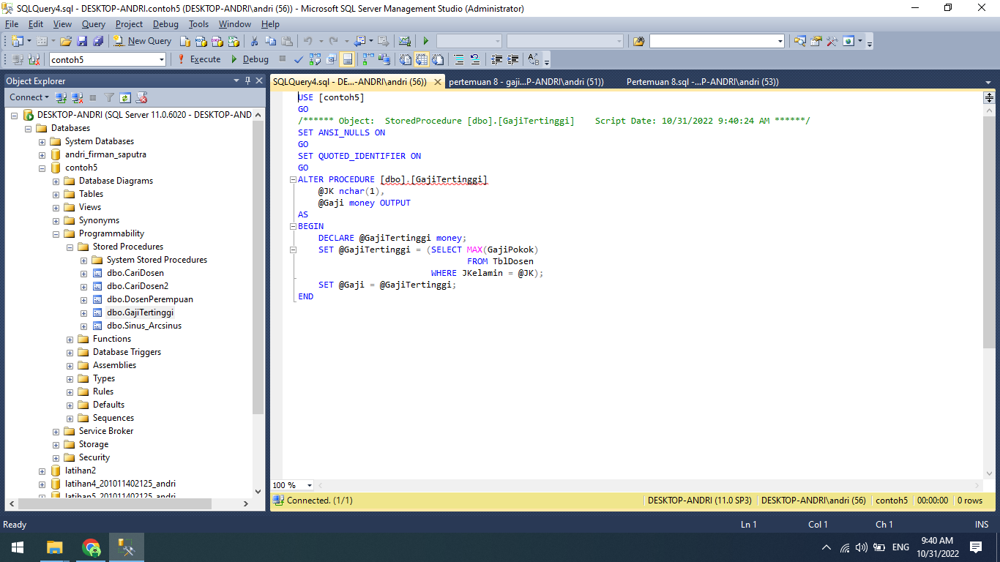 SQLQuery4.sql - DESKTOP-ANDRI.contoh5 (DESKTOP-ANDRI\andri (56)) - Microsoft SQL Server Management Studio (Administrator)
File Edit View Query Project Debug Tools Window Help
New Query
contoh5 Execute Debug
Object Explorer
Connect
DESKTOP-ANDRI (SQL Server 11.0.6020 - DESKTOP-AND
Databases
System Databases
andri_firman_saputra
contoh5
Database Diagrams
Tables
Views
Synonyms
Programmability
Stored Procedures
System Stored Procedures
dbo.CariDosen
dbo.CariDosen2
dbo.DosenPerempuan
dbo.GajiTertinggi
dbo.Sinus_Arcsinus
Functions
Database Triggers
Assemblies
Types
Rules
Defaults
Sequences
Service Broker
Storage
Security
latihan2
latihan4_201011402125_andri
latihan5_201011402125_andri
SQLQuery4.sql - DE...-ANDRI\andri (56)) pertemuan 8 - gaji...P-ANDRI\andri (51)) Pertemuan 8.sql -...P-ANDRI\andri (53))
USE [contoh5]
GO
/****** Object:  StoredProcedure [dbo].[GajiTertinggi]    Script Date: 10/31/2022 9:40:24 AM ******/
SET ANSI_NULLS ON
GO
SET QUOTED_IDENTIFIER ON
GO
ALTER PROCEDURE [dbo].[GajiTertinggi]
@JK nchar(1),
@Gaji money OUTPUT
AS
BEGIN
DECLARE @GajiTertinggi money;
SET @GajiTertinggi = (SELECT MAX(GajiPokok)
FROM TblDosen
WHERE JKelamin = @JK);
SET @Gaji = @GajiTertinggi;
END
100 %
Connected. (1/1) DESKTOP-ANDRI (11.0 SP3) DESKTOP-ANDRI\andri (56) contoh5 00:00:00 0 rows
Ready Ln 1 Col 1 Ch 1 INS
ENG 9:40 AM
10/31/2022